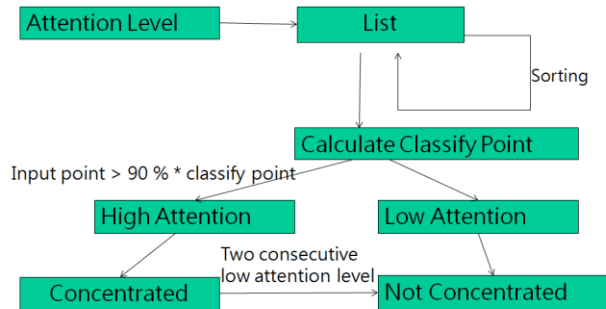 Attention Level
List
Sorting
Calculate Classify Point
Input point > 90 % * classify point
High Attention
Low Attention
Two consecutive
low attention level
Concentrated
Not Concentrated